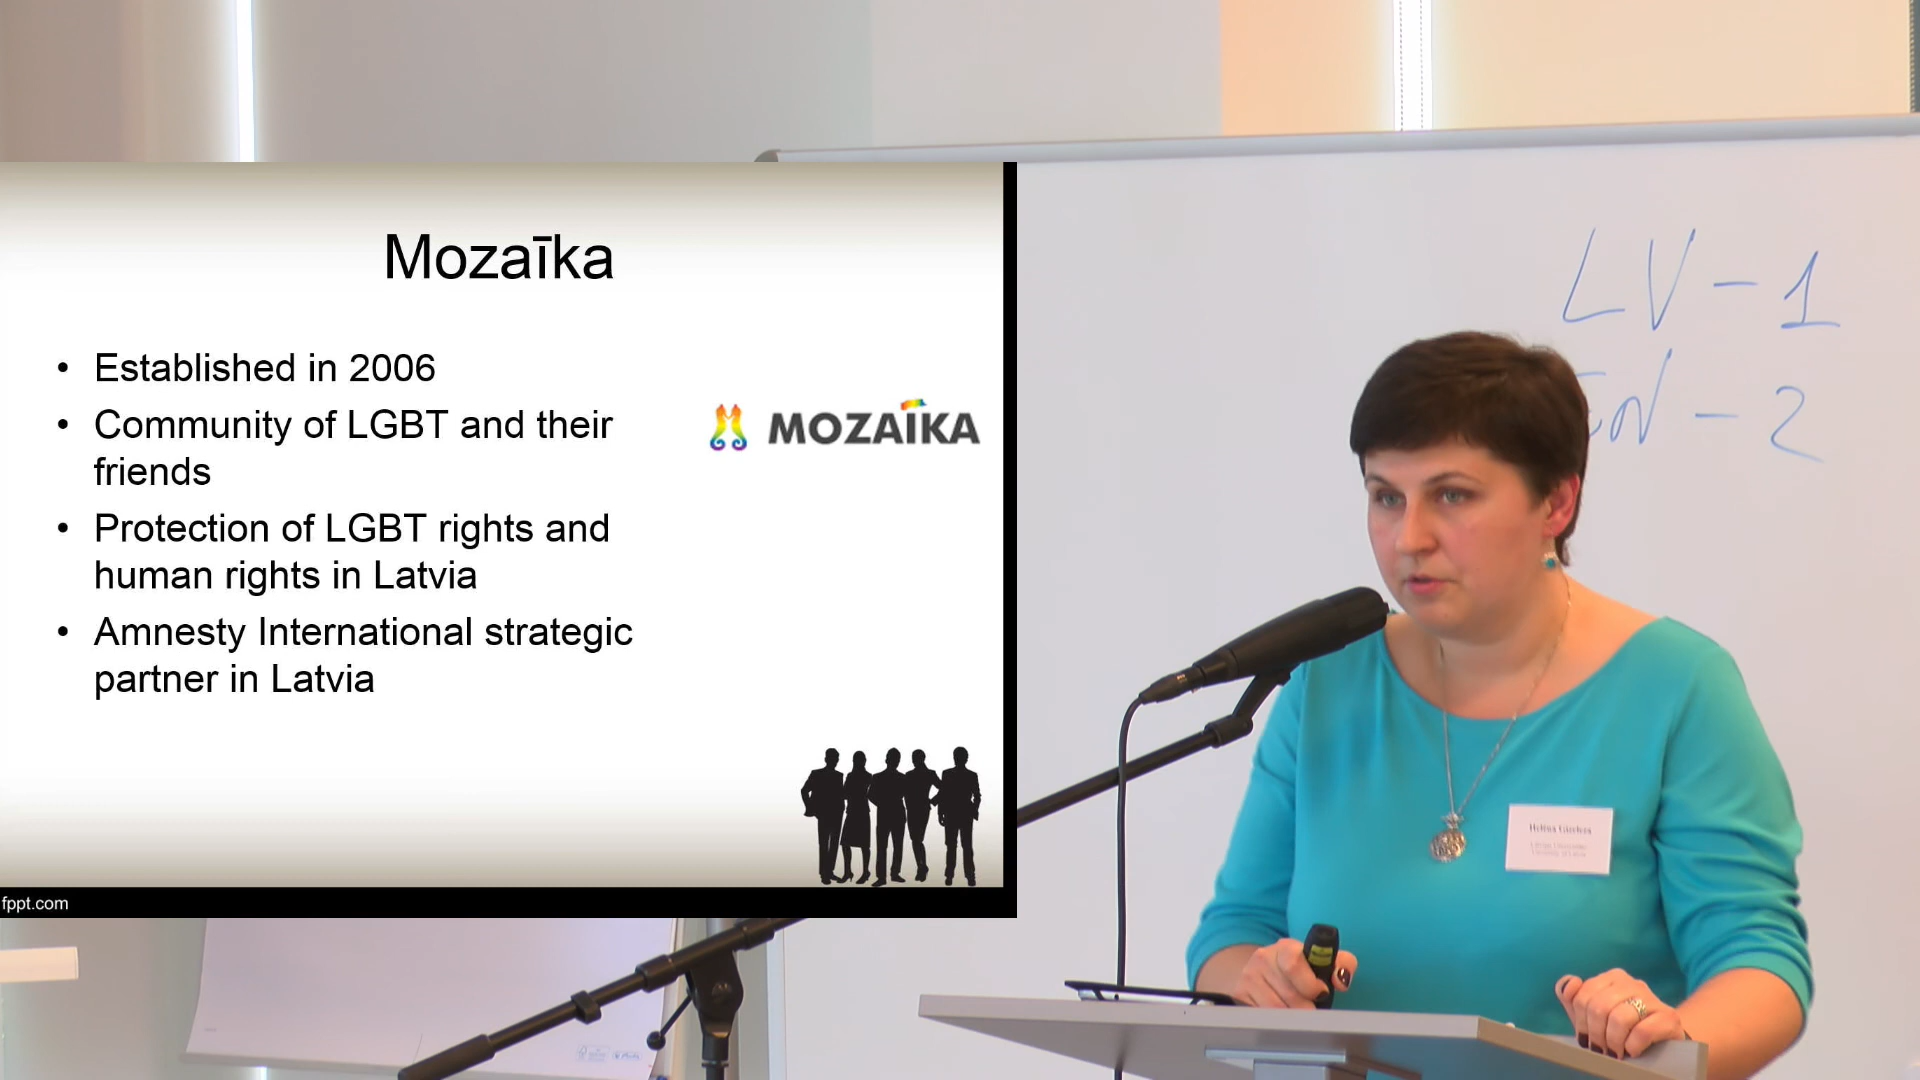 Mozaīka
• Established in 2006
• Community of LGBT and their
friends
• Protection of LGBT rights and
human rights in Latvia
• Amnesty International strategic
partner in Latvia
MOZAĪKA
fppt.com
LV - 1
EN - 2